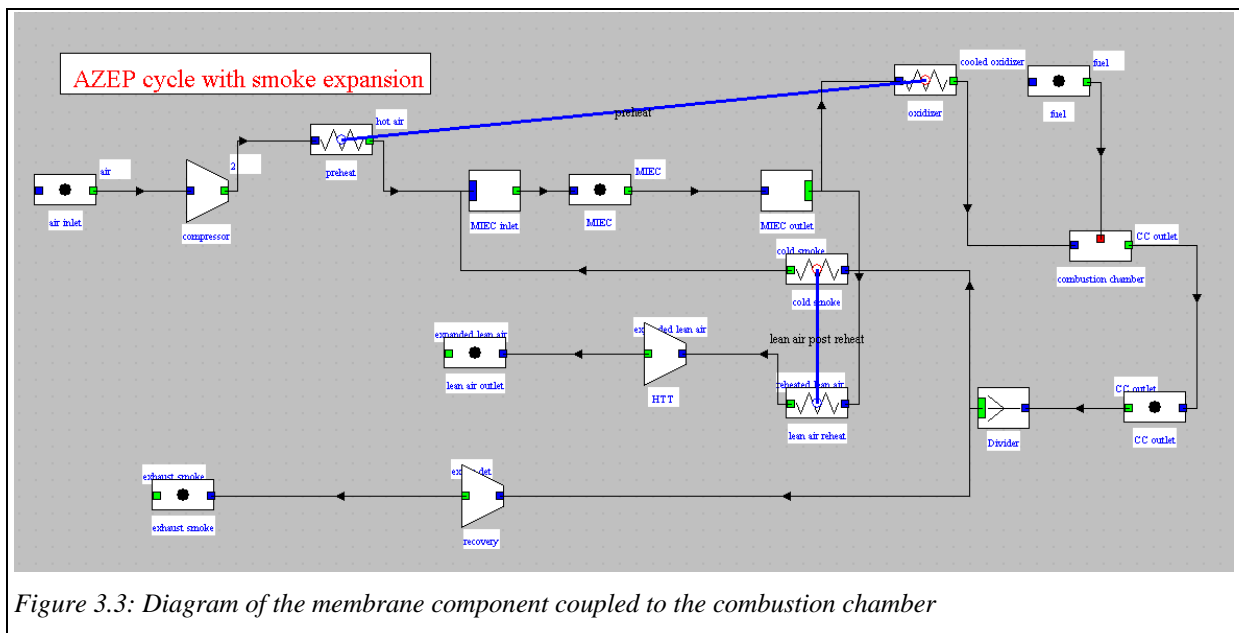 AZEP cycle with smoke expansion
cooled oxidizer
fuel
oxidizer
fuel
preheat
hot air
preheat
air
2
MIEC
air inlet
compressor
MIEC inlet
MIEC
MIEC outlet
CC outlet
combustion chamber
cold smoke
cold smoke
expanded lean air
expanded lean air
lean air post reheat
reheated lean air
lean air outlet
HTT
lean air reheat
CC outlet
Divider
CC outlet
exhaust smoke
exhaust smoke
recovery
Figure 3.3: Diagram of the membrane component coupled to the combustion chamber